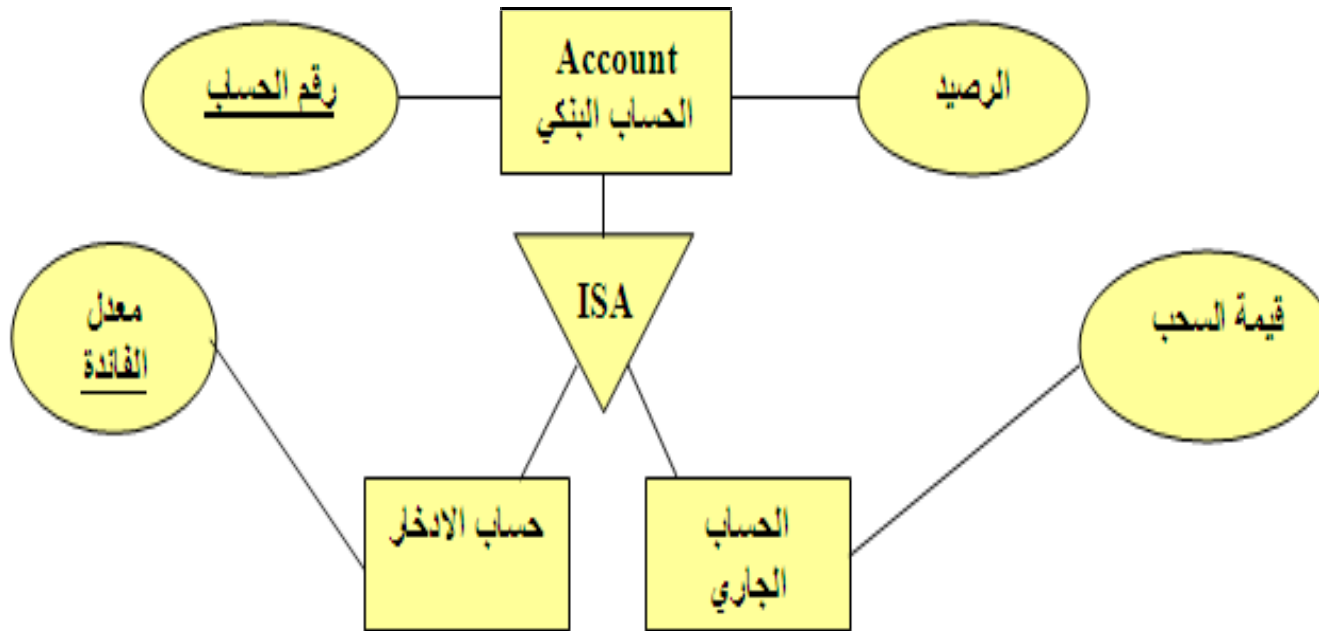 Account
الحساب البنكي
رقم الحساب
الرصيد
ISA
معدل
الفائدة
قيمة السحب
حساب الادخار
الحساب
الجاري